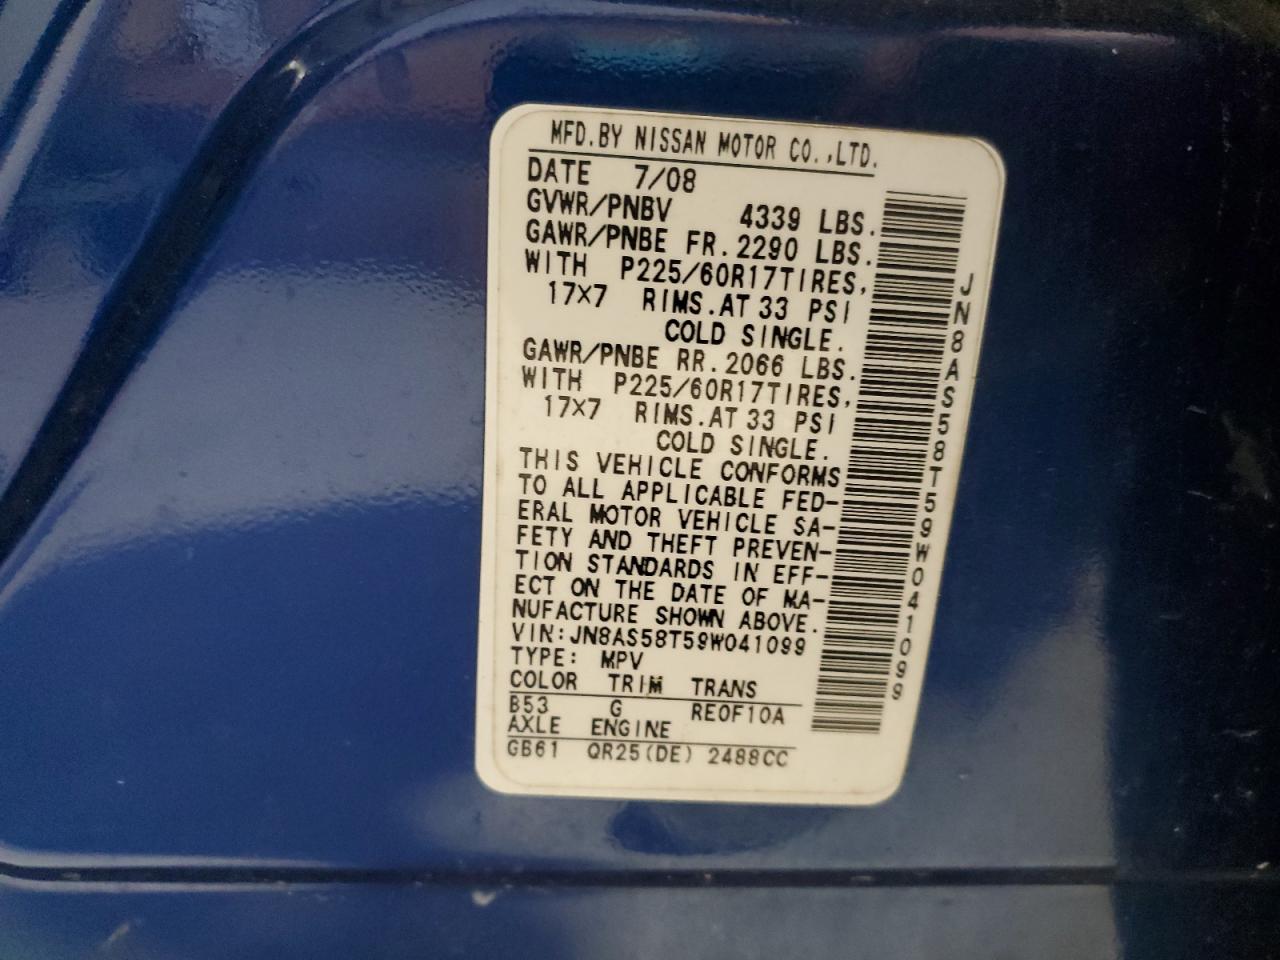 MFD.BY NISSAN MOTOR CO.,LTD.
DATE 7/08
GVWR/PNBV 4339 LBS.
GAWR/PNBE FR.2290 LBS.
WITH P225/60R17TIRES,
17×7 RIMS.AT 33 PSI
COLD SINGLE.
GAWR/PNBE RR.2066 LBS.
WITH P225/60R17TIRES,
17×7 RIMS.AT 33 PSI
COLD SINGLE.
THIS VEHICLE CONFORMS
TO ALL APPLICABLE FED-
ERAL MOTOR VEHICLE SA-
FETY AND THEFT PREVEN-
TION STANDARDS IN EFF-
ECT ON THE DATE OF MA-
NUFACTURE SHOWN ABOVE.
VIN:JN8AS58T59W041099
TYPE: MPV
COLOR TRIM TRANS
B53 G RE0F10A
AXLE ENGINE
GB61 QR25(DE) 2488CC
JN8AS58T59W041099